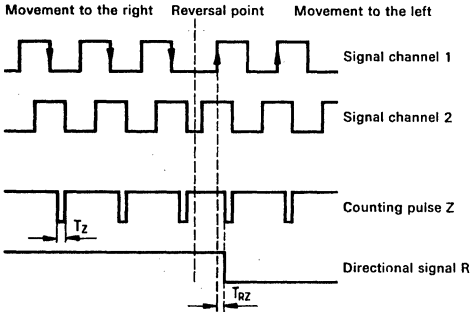 Movement to the right Reversal point Movement to the left
Signal channel 1
Signal channel 2
Counting pulse Z
TZ
Directional signal R
TRZ